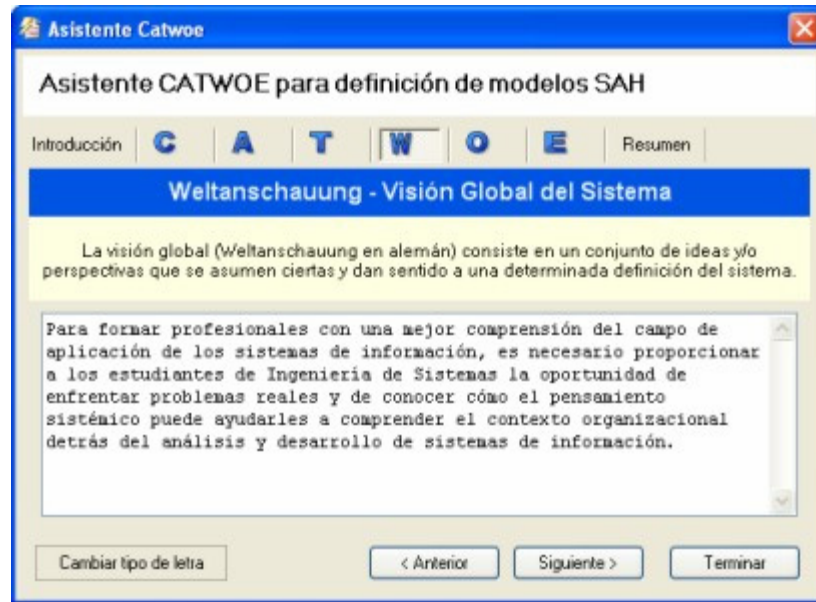 Asistente Catwoe
Asistente CATWOE para definición de modelos SAH
Introducción C A T W O E Resumen
Weltanschauung - Visión Global del Sistema
La visión global (Weltanschauung en alemán) consiste en un conjunto de ideas y/o
perspectivas que se asumen ciertas y dan sentido a una determinada definición del sistema.
Para formar profesionales con una mejor comprensión del campo de
aplicación de los sistemas de información, es necesario proporcionar
a los estudiantes de Ingeniería de Sistemas la oportunidad de
enfrentar problemas reales y de conocer cómo el pensamiento
sistémico puede ayudarles a comprender el contexto organizacional
detrás del análisis y desarrollo de sistemas de información.
Cambiar tipo de letra < Anterior Siguiente > Terminar